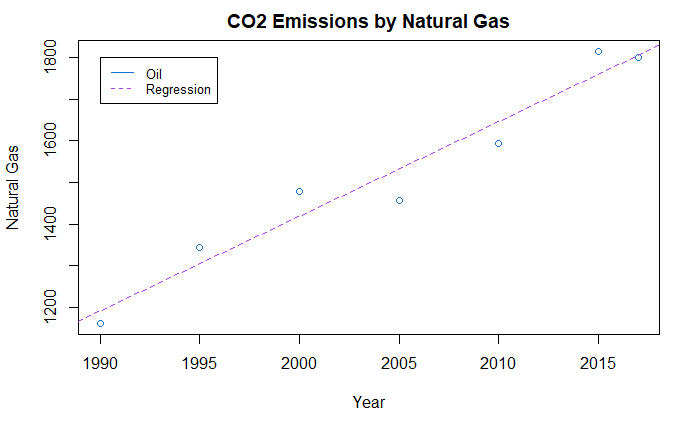 CO2 Emissions by Natural Gas
Oil
Regression
Natural Gas
1800
1600
1400
1200
1990 1995 2000 2005 2010 2015
Year